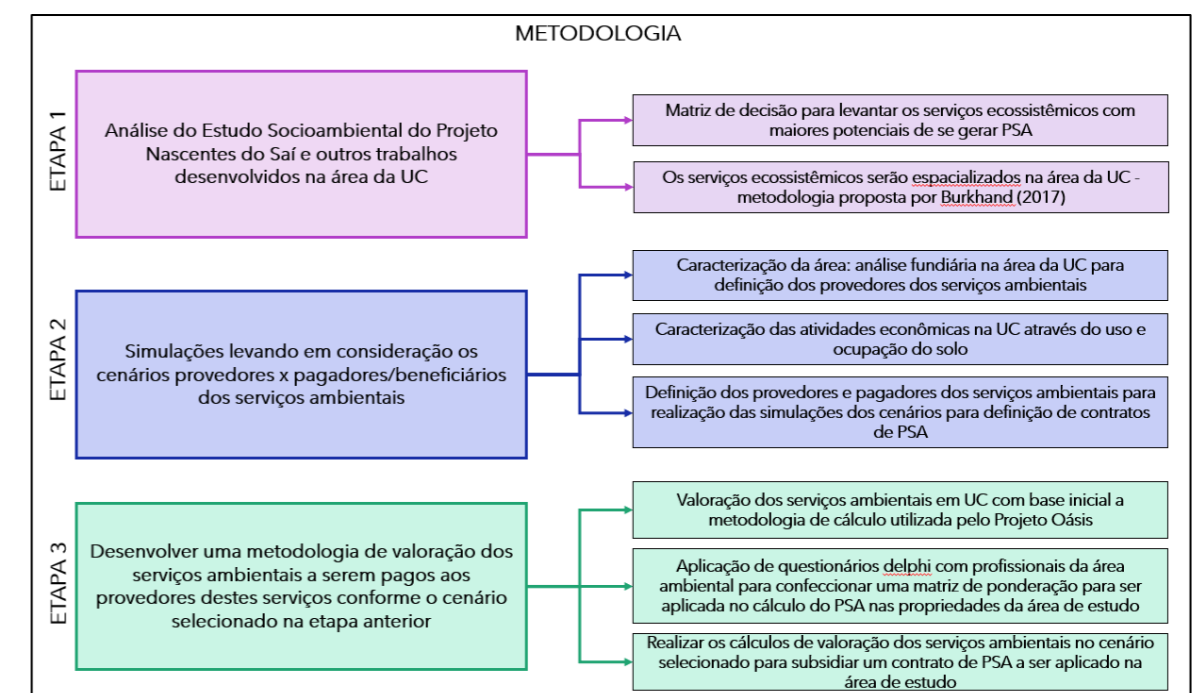 METODOLOGIA
ETAPA 1
Análise do Estudo Socioambiental do Projeto
Nascentes do Saí e outros trabalhos
desenvolvidos na área da UC
Matriz de decisão para levantar os serviços ecossistêmicos com
maiores potenciais de se gerar PSA
Os serviços ecossistêmicos serão espacializados na área da UC -
metodologia proposta por Burkhand (2017)
ETAPA 2
Simulações levando em consideração os
cenários provedores x pagadores/beneficiários
dos serviços ambientais
Caracterização da área: análise fundiária na área da UC para
definição dos provedores dos serviços ambientais
Caracterização das atividades econômicas na UC através do uso e
ocupação do solo
Definição dos provedores e pagadores dos serviços ambientais para
realização das simulações dos cenários para definição de contratos
de PSA
ETAPA 3
Desenvolver uma metodologia de valoração dos
serviços ambientais a serem pagos aos
provedores destes serviços conforme o cenário
selecionado na etapa anterior
Valoração dos serviços ambientais em UC com base inicial a
metodologia de cálculo utilizada pelo Projeto Oásis
Aplicação de questionários delphi com profissionais da área
ambiental para confeccionar uma matriz de ponderação para ser
aplicada no cálculo do PSA nas propriedades da área de estudo
Realizar os cálculos de valoração dos serviços ambientais no cenário
selecionado para subsidiar um contrato de PSA a ser aplicado na
área de estudo